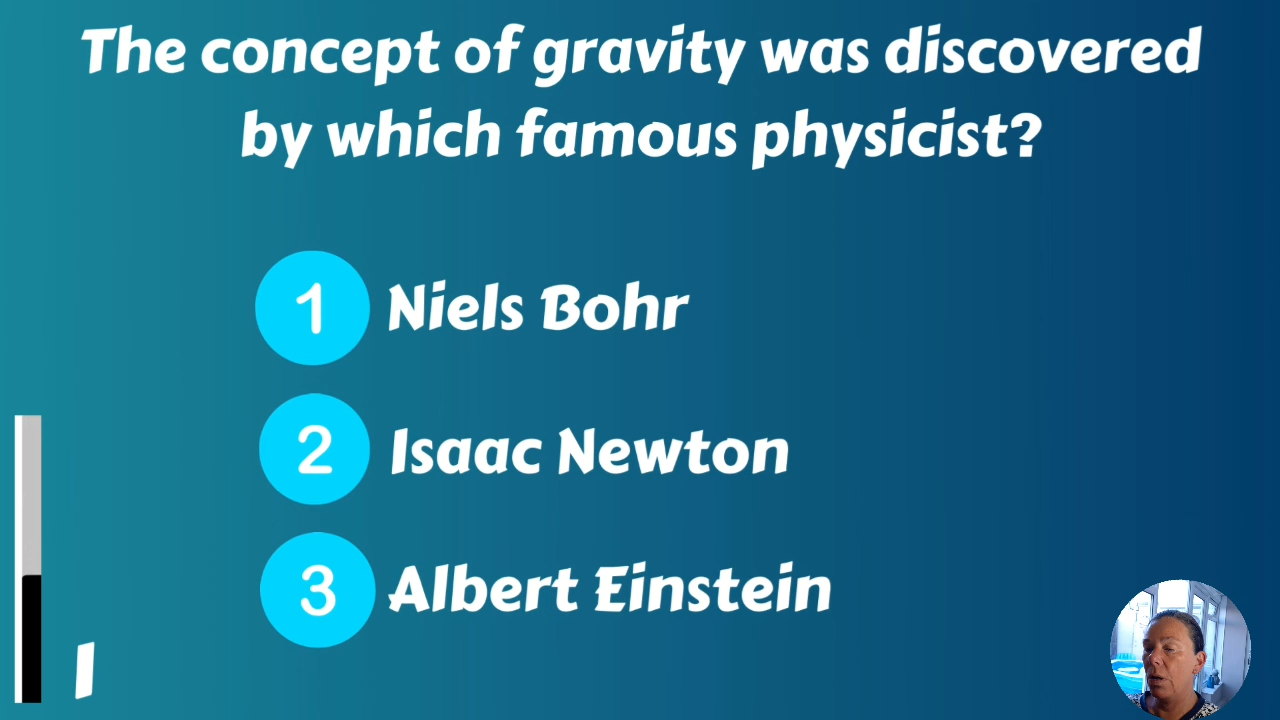 The concept of gravity was discovered
by which famous physicist?
1 Niels Bohr
2 Isaac Newton
3 Albert Einstein
1